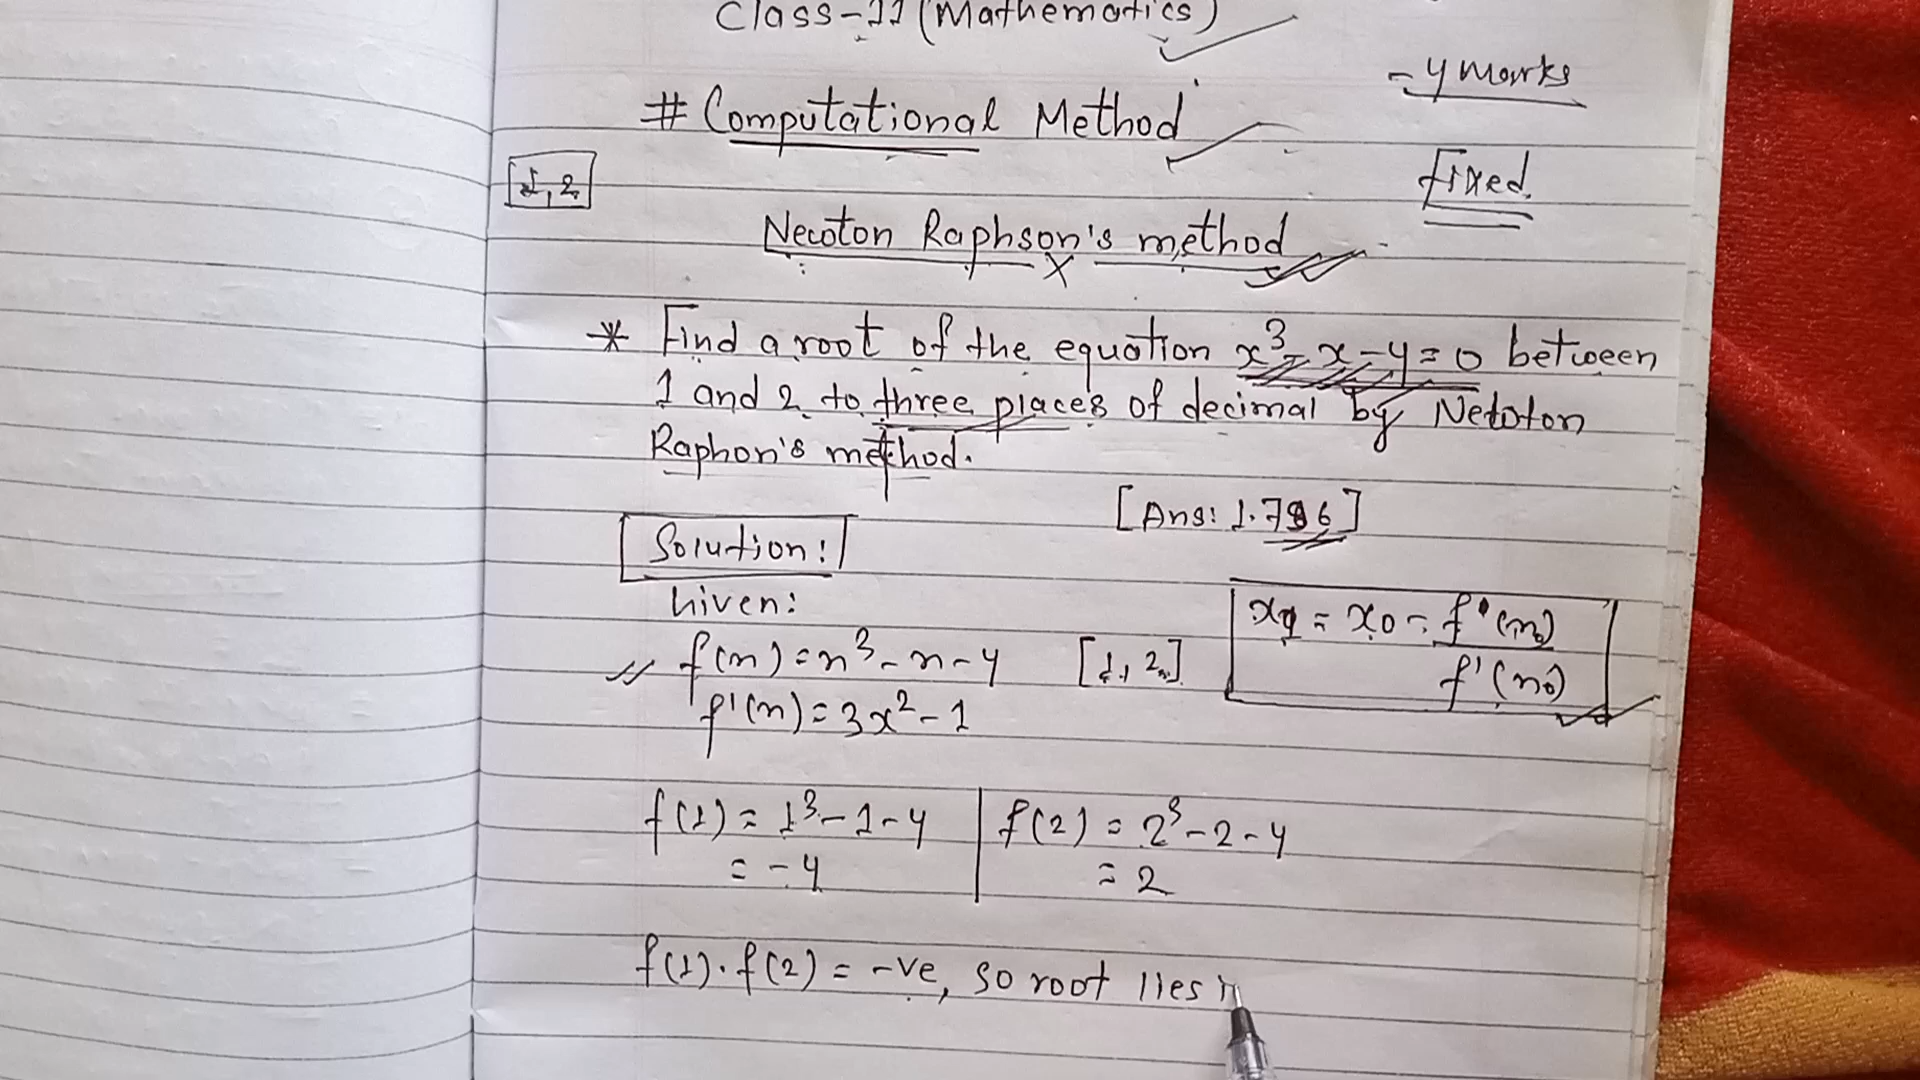 Class-11 (Mathematics)
- 4 marks
# Computational Method
fixed.
1, 2
Newton Raphson's method
* Find a root of the equation x³-x-4=0 between
1 and 2 to three places of decimal by Newton
Raphon's method.
[Ans: 1.796]
Solution:
Given:
x1 = x0 - f(x0)
f'(x0)
f(x)=x³-x-4 [1, 2]
f'(x)=3x²-1
f(1) = 1³-1-4 | f(2) = 2³-2-4
= -4 | = 2
f(1).f(2) = -ve, so root lies